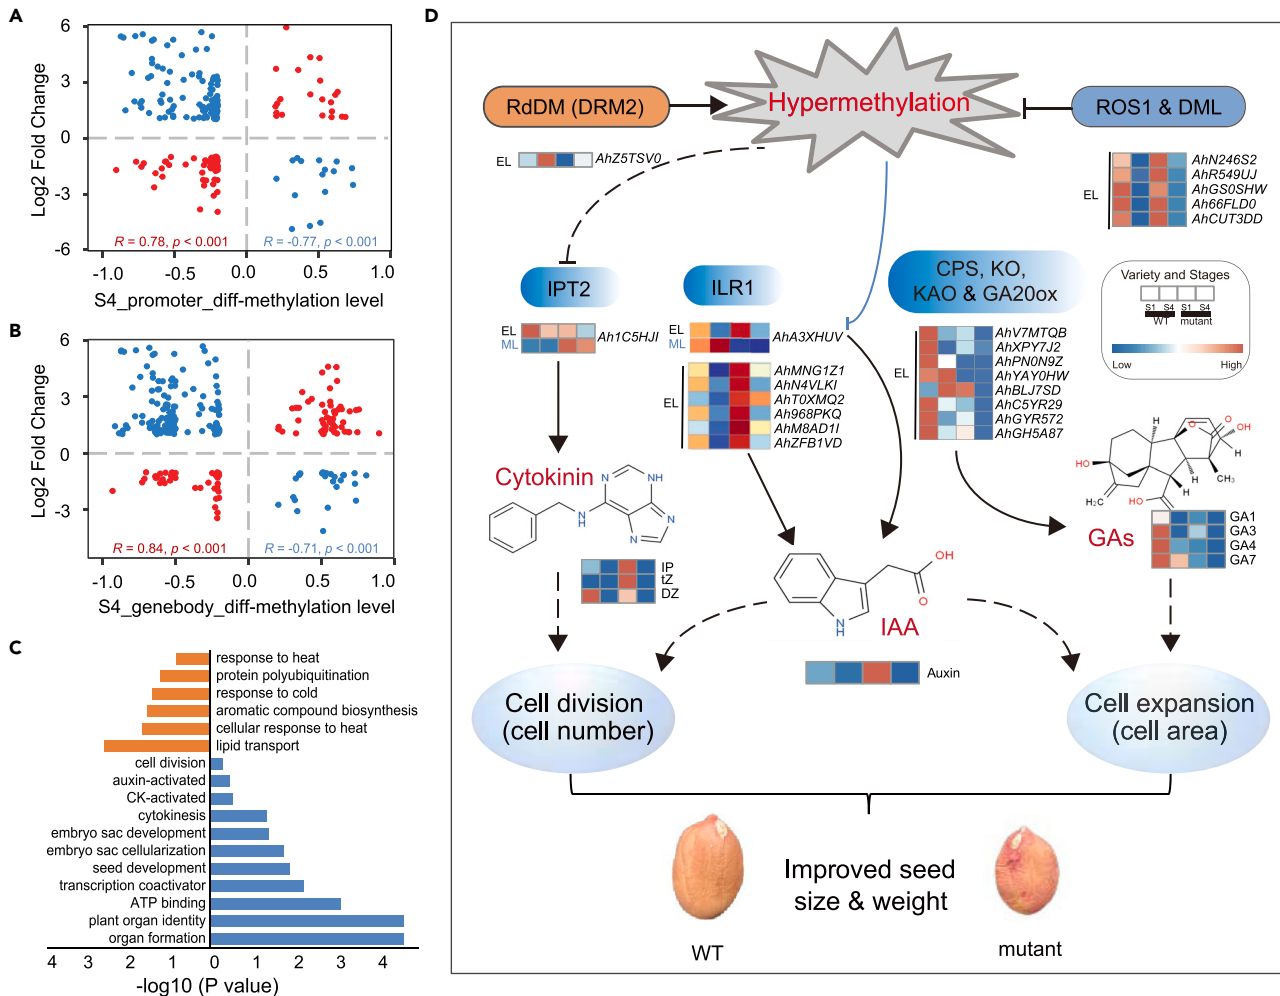 A
6
3
0
-3
-6
Log2 Fold Change
R = 0.78, p < 0.001
R = -0.77, p < 0.001
-1.0
-0.5
0.0
0.5
1.0
S4_promoter_diff-methylation level
B
6
3
0
-3
Log2 Fold Change
R = 0.84, p < 0.001
R = -0.71, p < 0.001
-1.0
-0.5
0.0
0.5
1.0
S4_genebody_diff-methylation level
C
response to heat
protein polyubiquitination
response to cold
aromatic compound biosynthesis
cellular response to heat
lipid transport
cell division
auxin-activated
CK-activated
cytokinesis
embryo sac development
embryo sac cellularization
seed development
transcription coactivator
ATP binding
plant organ identity
organ formation
4 3 2 1 0 1 2 3 4
-log10 (P value)
D
RdDM (DRM2)
Hypermethylation
ROS1 & DML
EL
AhZ5TSV0
EL
AhN246S2
AhR549UJ
AhGS0SHW
Ah66FLD0
AhCUT3DD
IPT2
ILR1
CPS, KO,
KAO & GA20ox
Variety and Stages
S1 S4 S1 S4
WT mutant
Low High
EL
ML
Ah1C5HJI
EL
ML
AhA3XHUV
EL
AhMNG1Z1
AhN4VLKI
AhT0XMQ2
Ah968PKQ
AhM8AD1I
AhZFB1VD
EL
AhV7MTQB
AhXPY7J2
AhPN0N9Z
AhYAY0HW
AhBLJ7SD
AhC5YR29
AhGYR572
AhGH5A87
Cytokinin
N
NH
N
N
NH
IP
tZ
DZ
OH
O
N
H
IAA
Auxin
O
O
OH
H
HO
H
CH3
H
H2C
HO
O
GAs
GA1
GA3
GA4
GA7
Cell division
(cell number)
Cell expansion
(cell area)
Improved seed
size & weight
WT
mutant